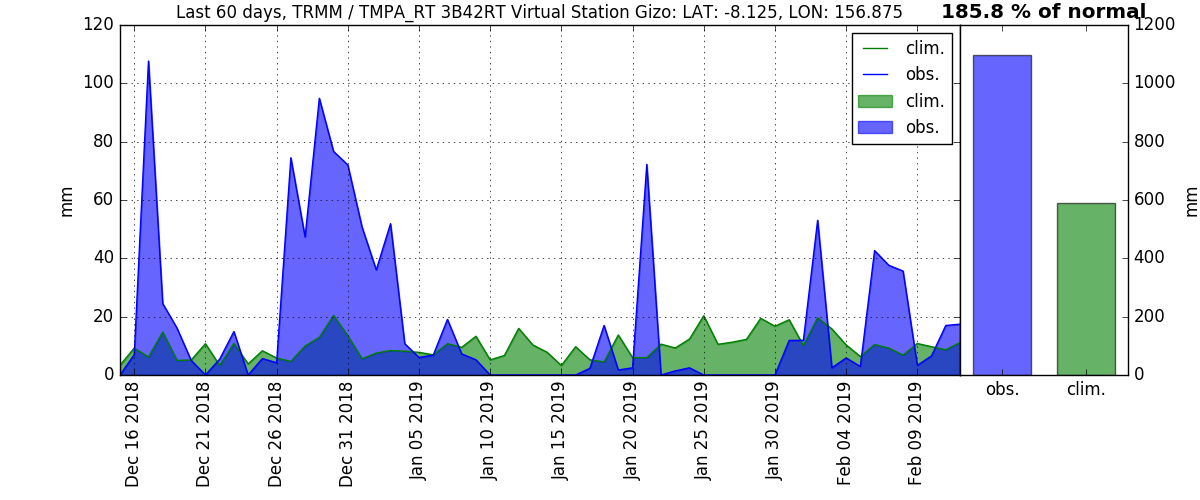 Last 60 days, TRMM / TMPA_RT 3B42RT Virtual Station Gizo: LAT: -8.125, LON: 156.875
185.8 % of normal
120
100
80
60
40
20
0
mm
clim.
obs.
clim.
obs.
1200
1000
800
600
400
200
0
mm
Dec 16 2018
Dec 21 2018
Dec 26 2018
Dec 31 2018
Jan 05 2019
Jan 10 2019
Jan 15 2019
Jan 20 2019
Jan 25 2019
Jan 30 2019
Feb 04 2019
Feb 09 2019
obs.
clim.